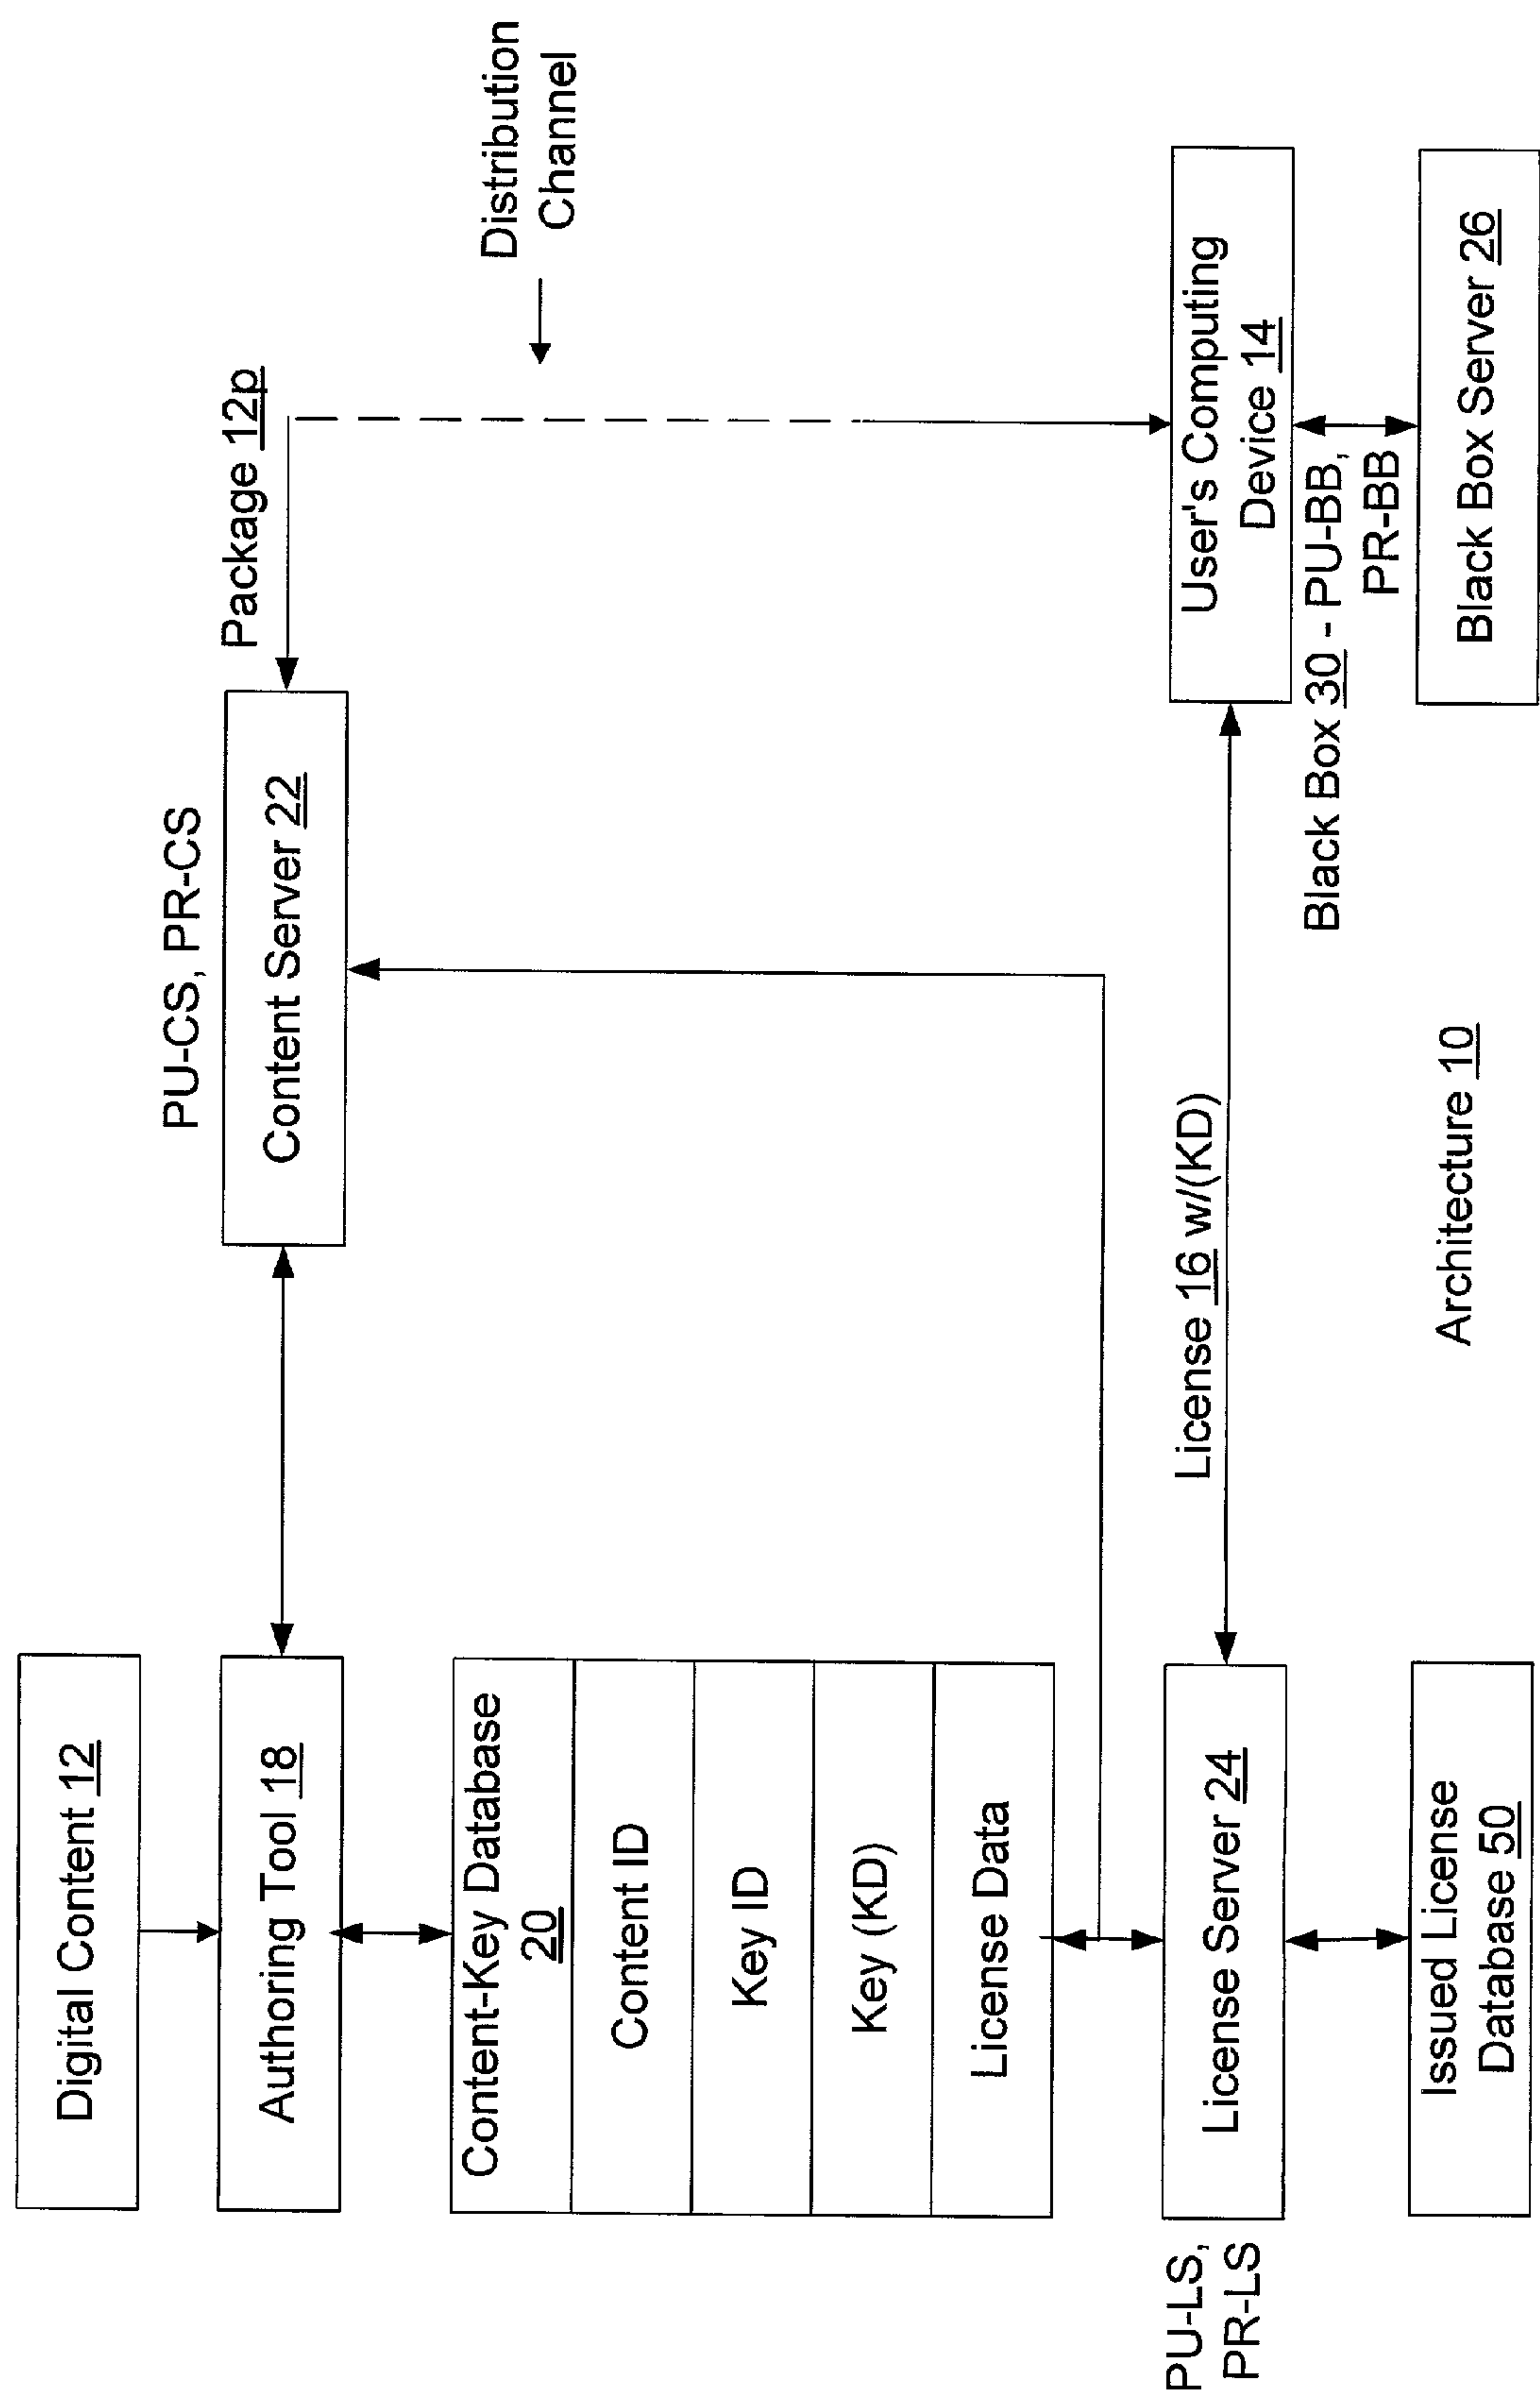 Digital Content 12
Authoring Tool 18
Content-Key Database
20
Content ID
Key ID
Key (KD)
License Data
PU-LS,
PR-LS
License Server 24
Issued License
Database 50
PU-CS, PR-CS
Content Server 22
Package 12p
Distribution
Channel
License 16 w/(KD)
User's Computing
Device 14
Black Box 30 - PU-BB,
PR-BB
Black Box Server 26
Architecture 10